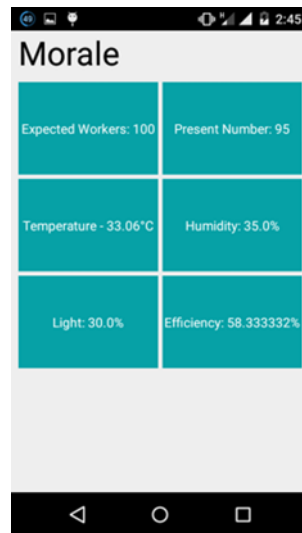 49
H
2:45
Morale
Expected Workers: 100
Present Number: 95
Temperature - 33.06°C
Humidity: 35.0%
Light: 30.0%
Efficiency: 58.333332%